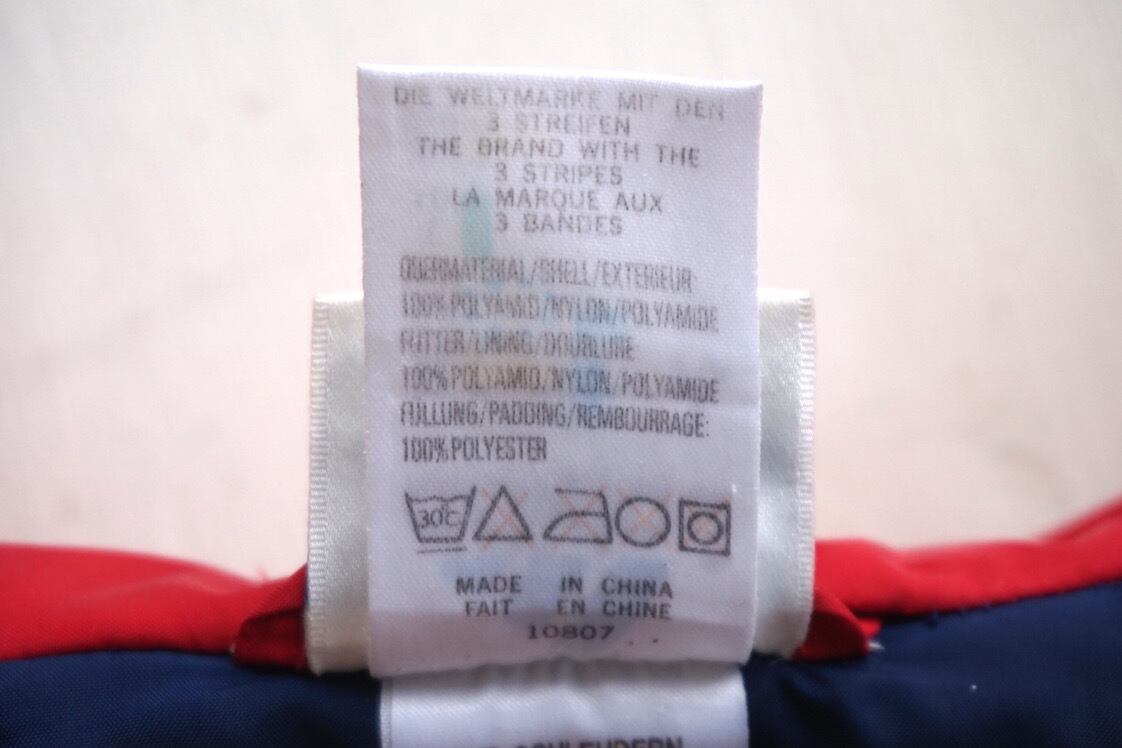 DIE WELTMARKE MIT DEN
3 STREIFEN
THE BRAND WITH THE
3 STRIPES
LA MARQUE AUX
3 BANDES
OBERMATERIAL/SHELL/EXTERIEUR:
100% POLYAMID/NYLON/POLYAMIDE
FUTTER/LINING/DOUBLURE
100% POLYAMID/NYLON/POLYAMIDE
FÜLLUNG/PADDING/REMBOURRAGE:
100% POLYESTER
30°C
MADE IN CHINA
FAIT EN CHINE
10807
SCHLEUDERN